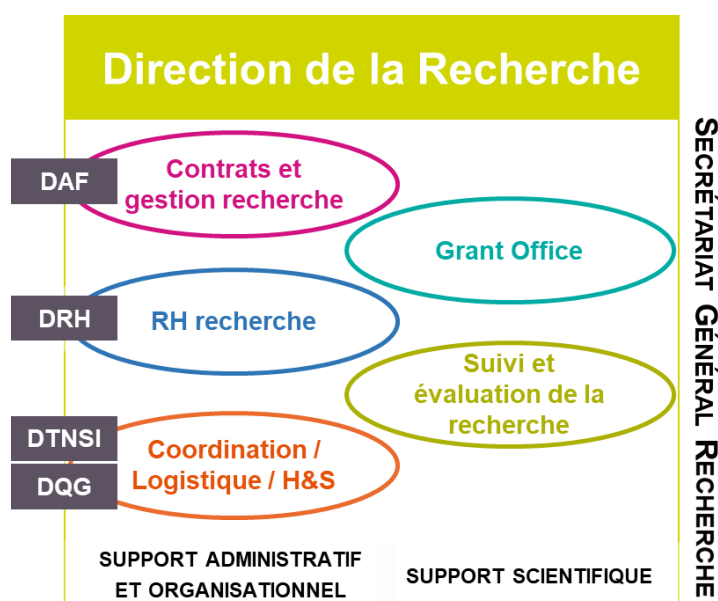 Direction de la Recherche
DAF
Contrats et
gestion recherche
Grant Office
DRH
RH recherche
Suivi et
évaluation de la
recherche
DTNSI
DQG
Coordination /
Logistique / H&S
SUPPORT ADMINISTRATIF
ET ORGANISATIONNEL
SUPPORT SCIENTIFIQUE
SECRÉTARIAT GÉNÉRAL RECHERCHE